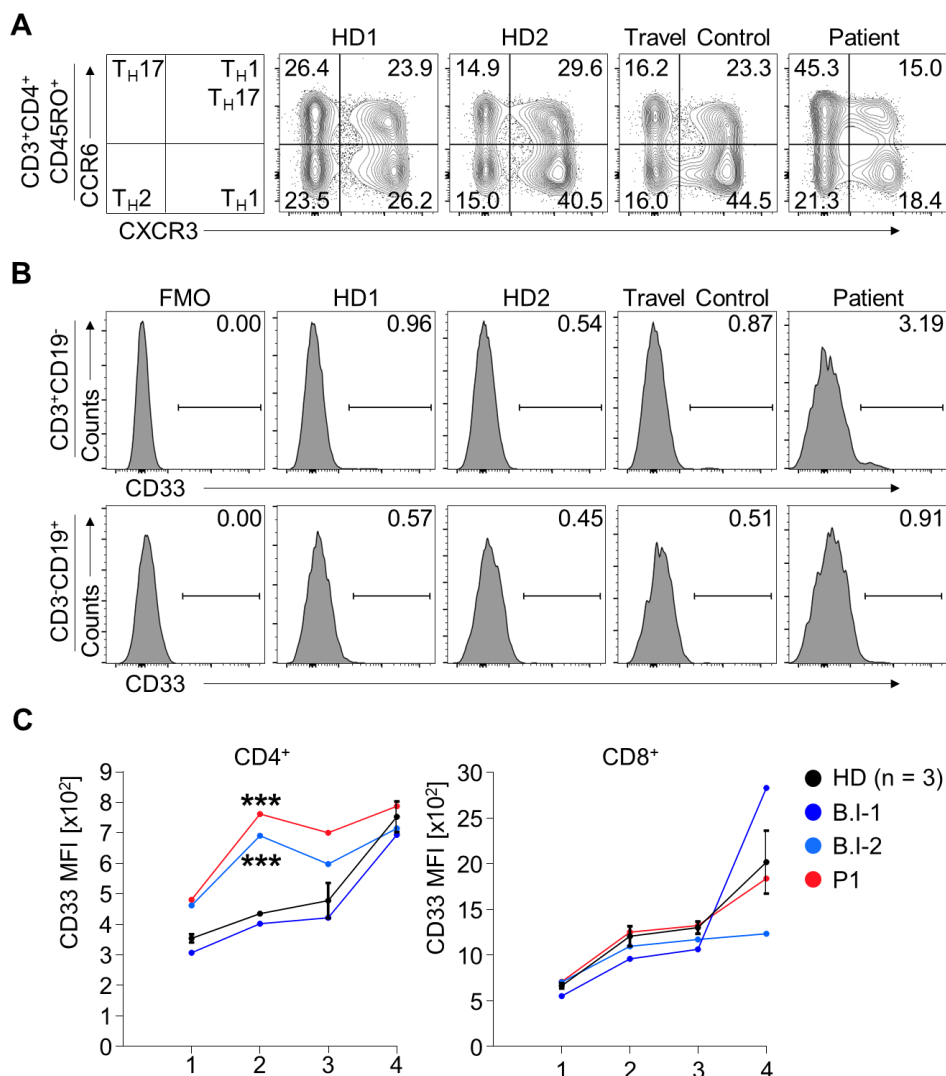 A
HD1 HD2 Travel Control Patient
CD3+CD4+
CD45RO+
CCR6
TH17 TH1
TH17
TH2 TH1
26.4 23.9 14.9 29.6 16.2 23.3 45.3 15.0
23.5 26.2 15.0 40.5 16.0 44.5 21.3 18.4
CXCR3
B
FMO HD1 HD2 Travel Control Patient
CD3+CD19-
Counts
0.00 0.96 0.54 0.87 3.19
CD33
CD3-CD19+
Counts
0.00 0.57 0.45 0.51 0.91
CD33
C
CD4+
CD33 MFI [x10²]
9
8
7
6
5
4
3
2
1
0
***
***
1 2 3 4
CD8+
CD33 MFI [x10²]
30
25
20
15
10
5
0
1 2 3 4
HD (n = 3)
B.I-1
B.I-2
P1